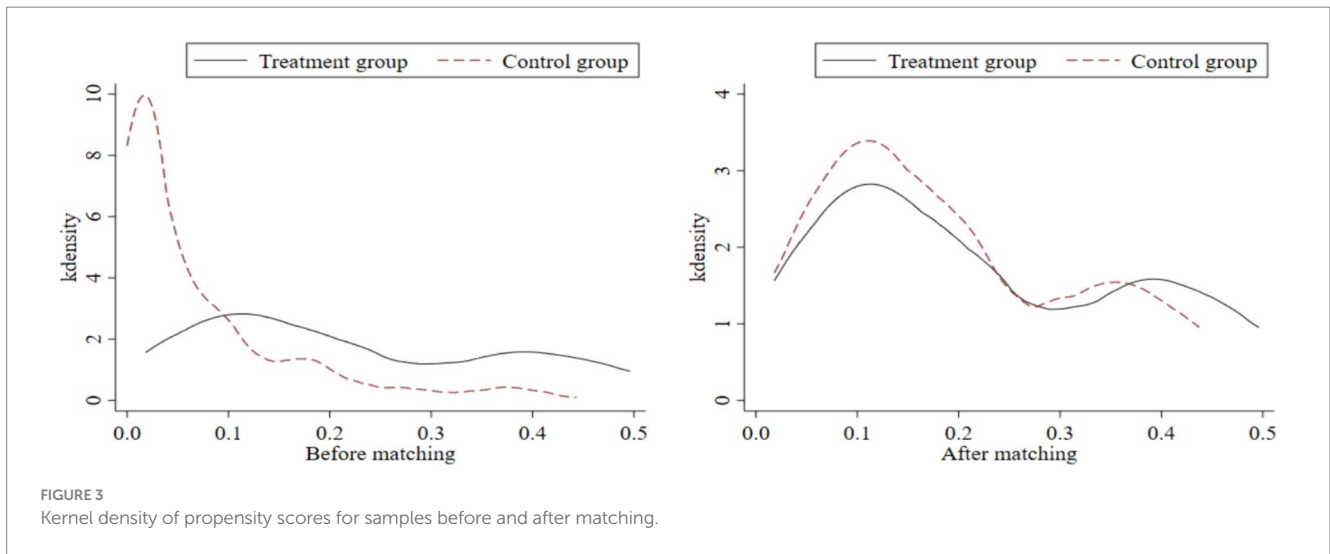 Treatment group Control group
kdensity
10
8
6
4
2
0
0.0 0.1 0.2 0.3 0.4 0.5
Before matching
Treatment group Control group
kdensity
4
3
2
1
0
0.0 0.1 0.2 0.3 0.4 0.5
After matching
FIGURE 3
Kernel density of propensity scores for samples before and after matching.